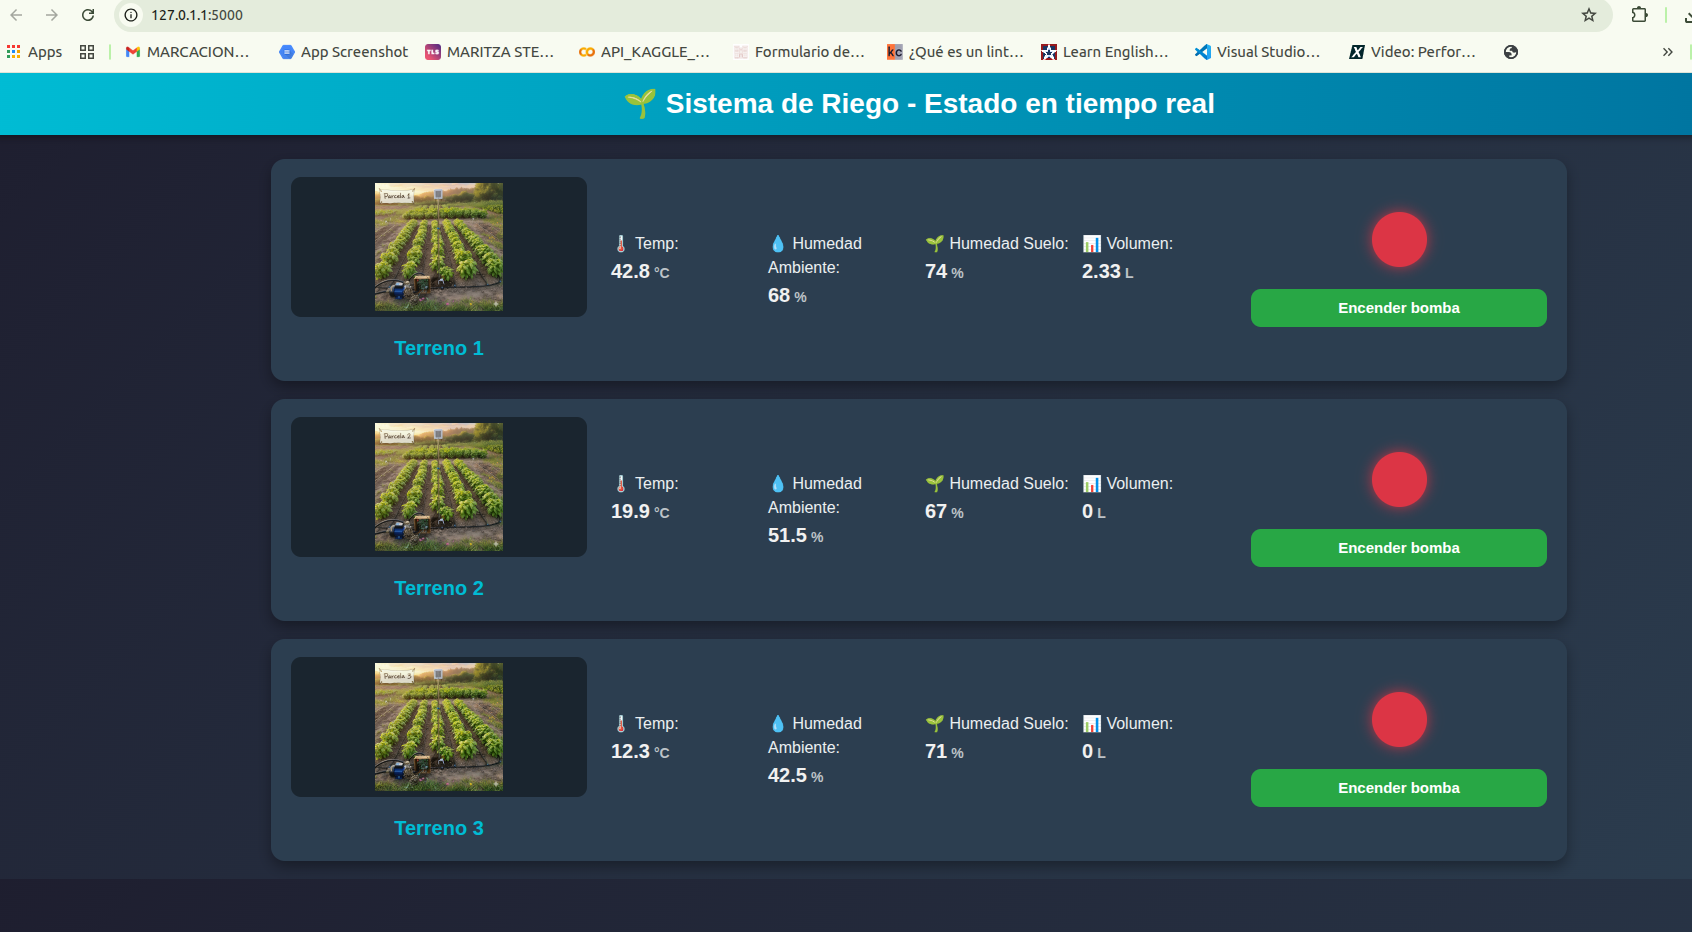 127.0.1.1:5000
Apps MARCACION... App Screenshot MARITZA STE... API_KAGGLE_... Formulario de... ¿Qué es un lint... Learn English... Visual Studio... Video: Perfor...
🌱 Sistema de Riego - Estado en tiempo real
Parcela 1
🌡 Temp:
42.8 °C
💧 Humedad Ambiente:
68 %
🌱 Humedad Suelo:
74 %
📊 Volumen:
2.33 L
Encender bomba
Terreno 1
Parcela 2
🌡 Temp:
19.9 °C
💧 Humedad Ambiente:
51.5 %
🌱 Humedad Suelo:
67 %
📊 Volumen:
0 L
Encender bomba
Terreno 2
Parcela 3
🌡 Temp:
12.3 °C
💧 Humedad Ambiente:
42.5 %
🌱 Humedad Suelo:
71 %
📊 Volumen:
0 L
Encender bomba
Terreno 3